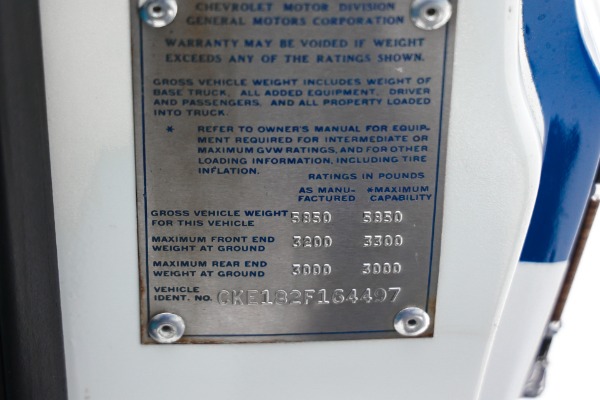 CHEVROLET MOTOR DIVISION
GENERAL MOTORS CORPORATION
WARRANTY MAY BE VOIDED IF WEIGHT
EXCEEDS ANY OF THE RATINGS SHOWN.
GROSS VEHICLE WEIGHT INCLUDES WEIGHT OF
BASE TRUCK, ALL ADDED EQUIPMENT, DRIVER
AND PASSENGERS, AND ALL PROPERTY LOADED
INTO TRUCK.
* REFER TO OWNER'S MANUAL FOR EQUIP-
MENT REQUIRED FOR INTERMEDIATE OR
MAXIMUM GVW RATINGS, AND FOR OTHER
LOADING INFORMATION, INCLUDING TIRE
INFLATION.
RATINGS IN POUNDS
AS MANU- *MAXIMUM
FACTURED CAPABILITY
GROSS VEHICLE WEIGHT 5850 5850
FOR THIS VEHICLE
MAXIMUM FRONT END 3200 3300
WEIGHT AT GROUND
MAXIMUM REAR END 3000 3000
WEIGHT AT GROUND
VEHICLE
IDENT. NO. CKE182F184497